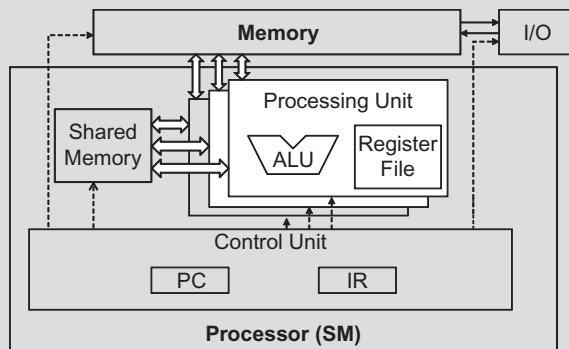 Memory
I/O
Processing Unit
Shared
Memory
ALU
Register
File
Control Unit
PC
IR
Processor (SM)